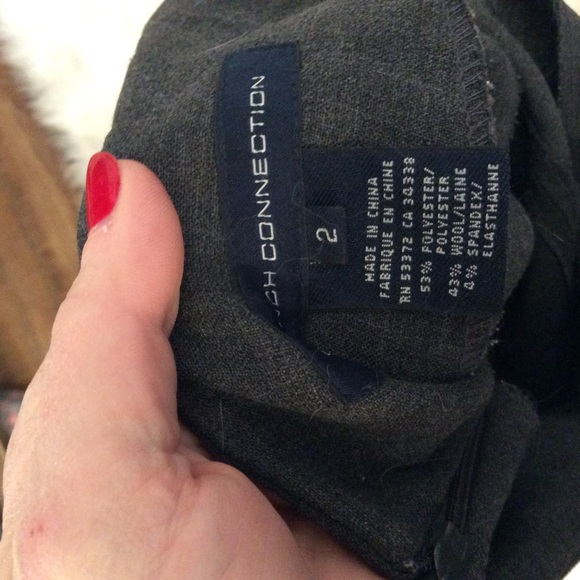 CONNECTION
2
MADE IN CHINA
FABRIQUE EN CHINE
RN 53372 CA 34338
53% POLYESTER/
POLYESTER
43% WOOL/LAINE
4% SPANDEX/
ELASTHANNE